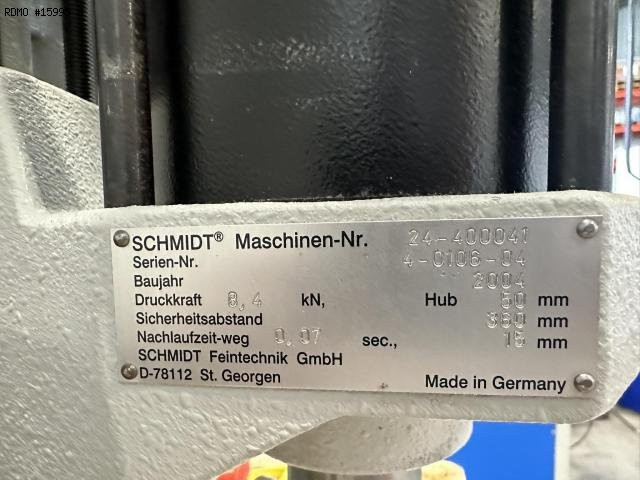 RDMO #1599
SCHMIDT® Maschinen-Nr. 24-400041
Serien-Nr. 4-0106-04
Baujahr 2004
Druckkraft 8,4 kN, Hub 50 mm
Sicherheitsabstand 380 mm
Nachlaufzeit-weg 0,07 sec., 15 mm
SCHMIDT Feintechnik GmbH
D-78112 St. Georgen
Made in Germany